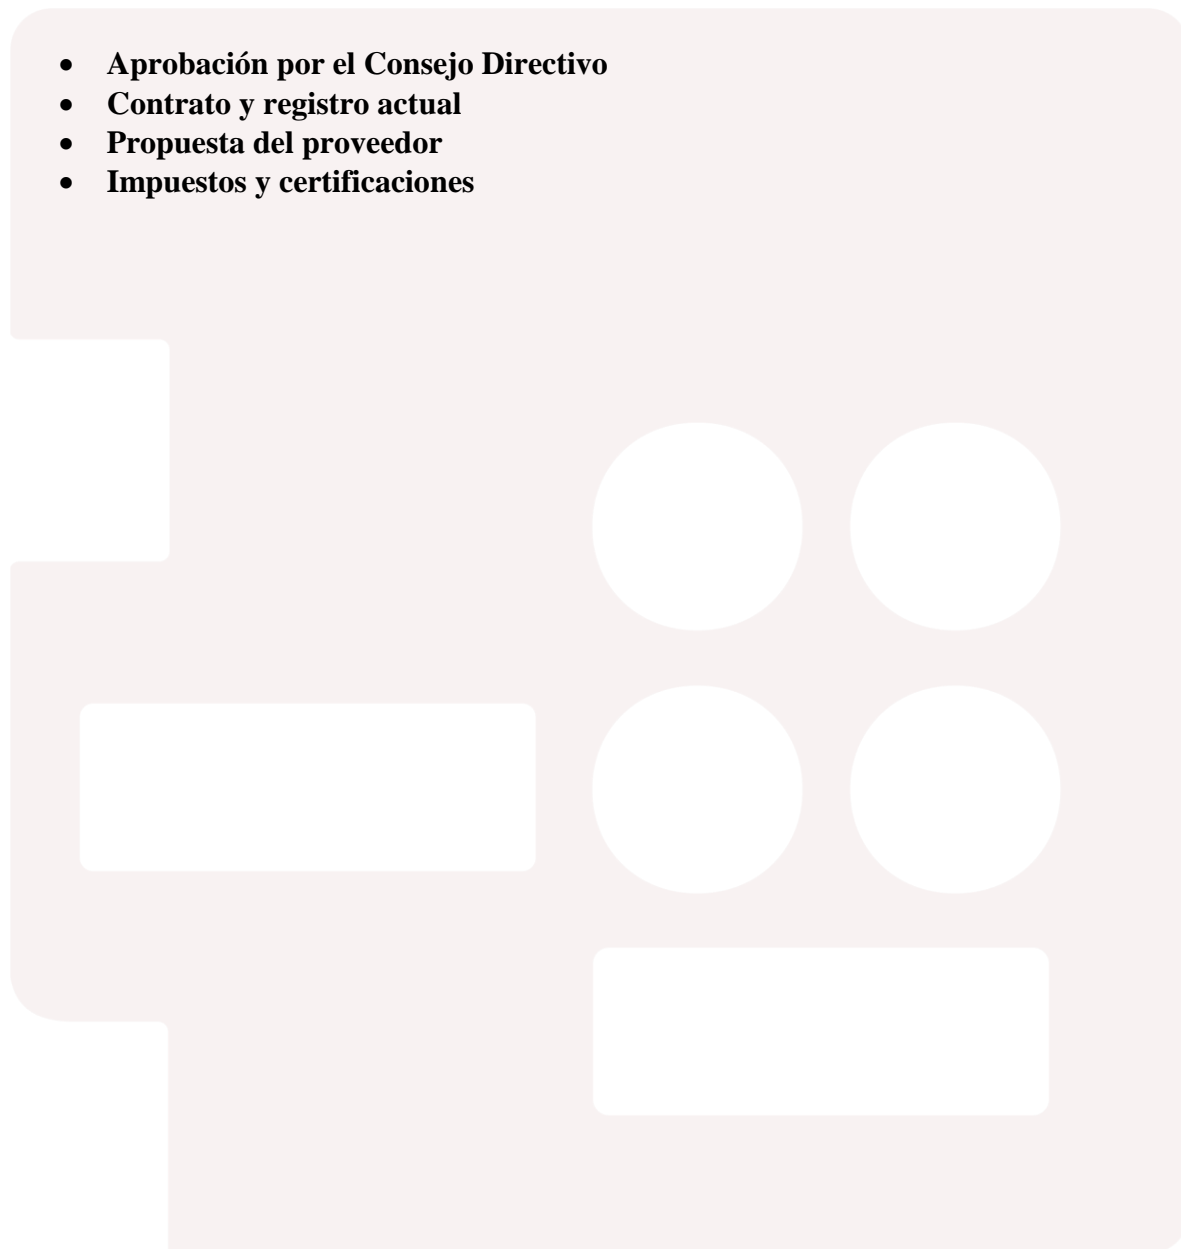 • Aprobación por el Consejo Directivo
• Contrato y registro actual
• Propuesta del proveedor
• Impuestos y certificaciones